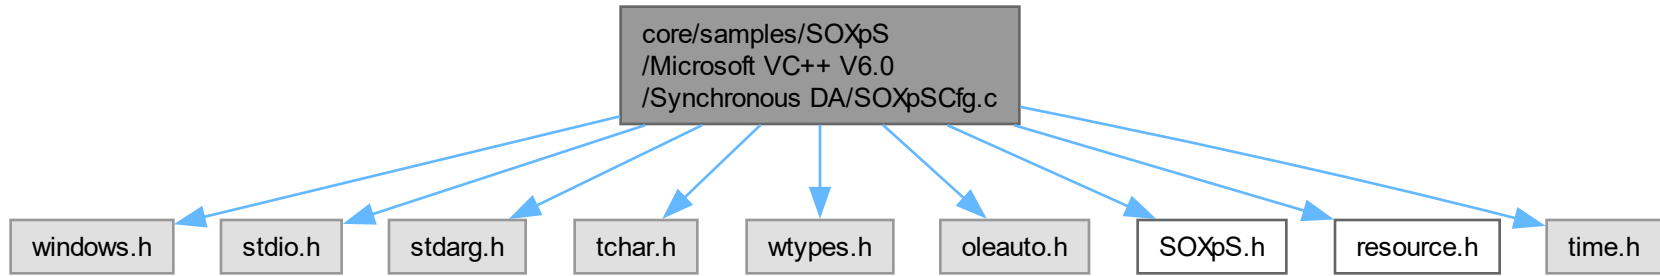 core/samples/SOXpS
/Microsoft VC++ V6.0
/Synchronous DA/SOXpSCfg.c
windows.h
stdio.h
stdarg.h
tchar.h
wtypes.h
oleauto.h
SOXpS.h
resource.h
time.h